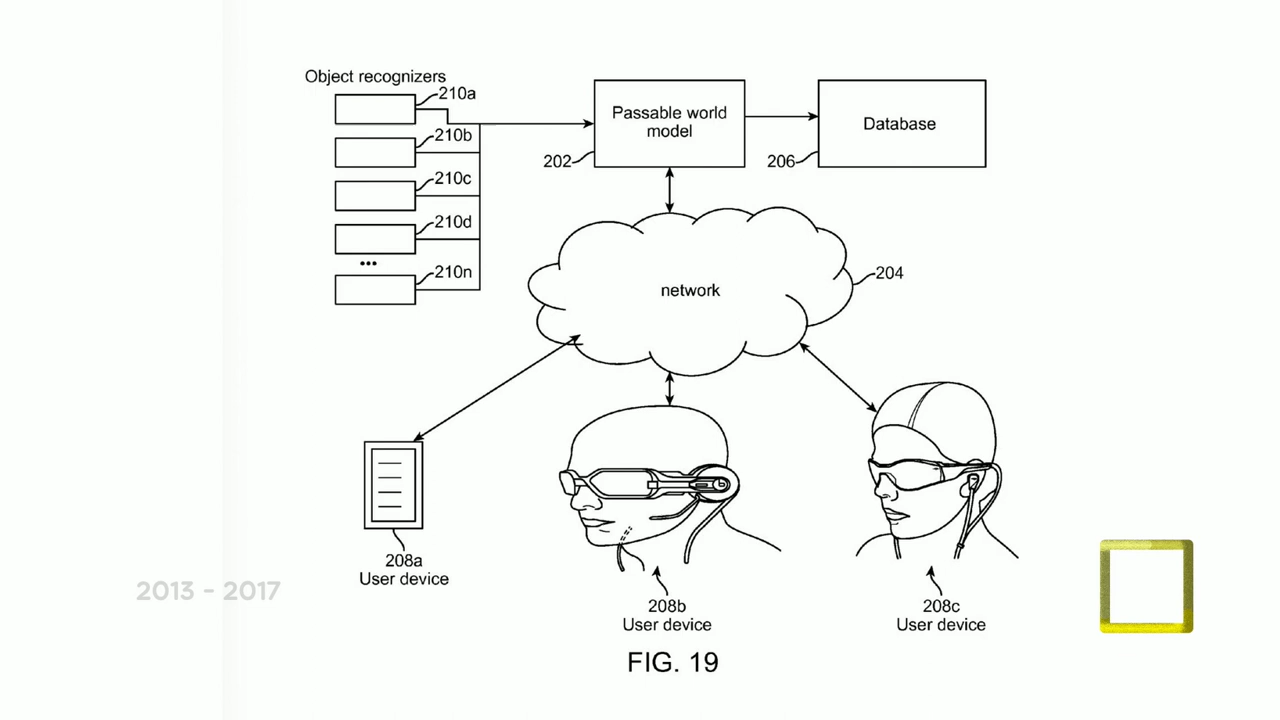 Object recognizers
210a
210b
210c
210d
...
210n
Passable world
model
202
Database
206
network
204
208a
User device
208b
User device
208c
User device
2013 - 2017
FIG. 19